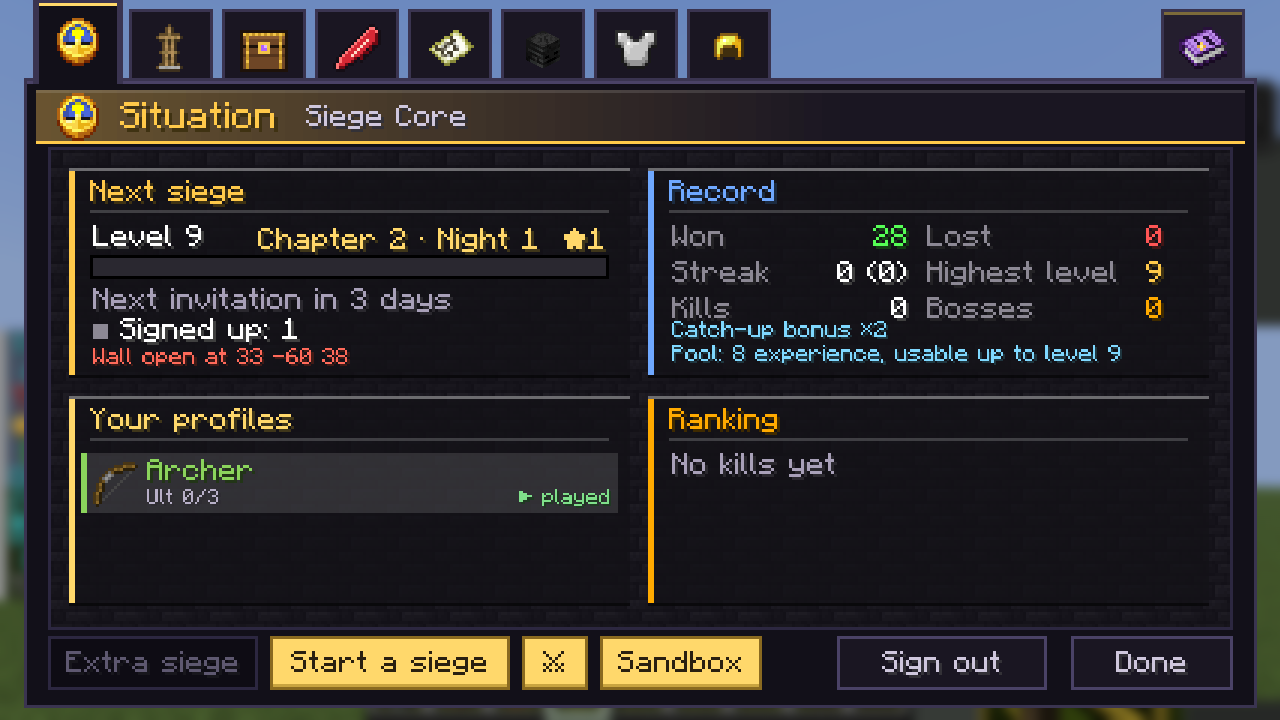 Situation Siege Core
Next siege
Level 9 Chapter 2 · Night 1 ★1
Next invitation in 3 days
Signed up: 1
Wall open at 33 -60 38
Record
Won 28 Lost 0
Streak 0 (0) Highest level 9
Kills 0 Bosses 0
Catch-up bonus x2
Pool: 8 experience, usable up to level 9
Your profiles
Archer
Ult 0/3 ▶ played
Ranking
No kills yet
Extra siege Start a siege Sandbox Sign out Done